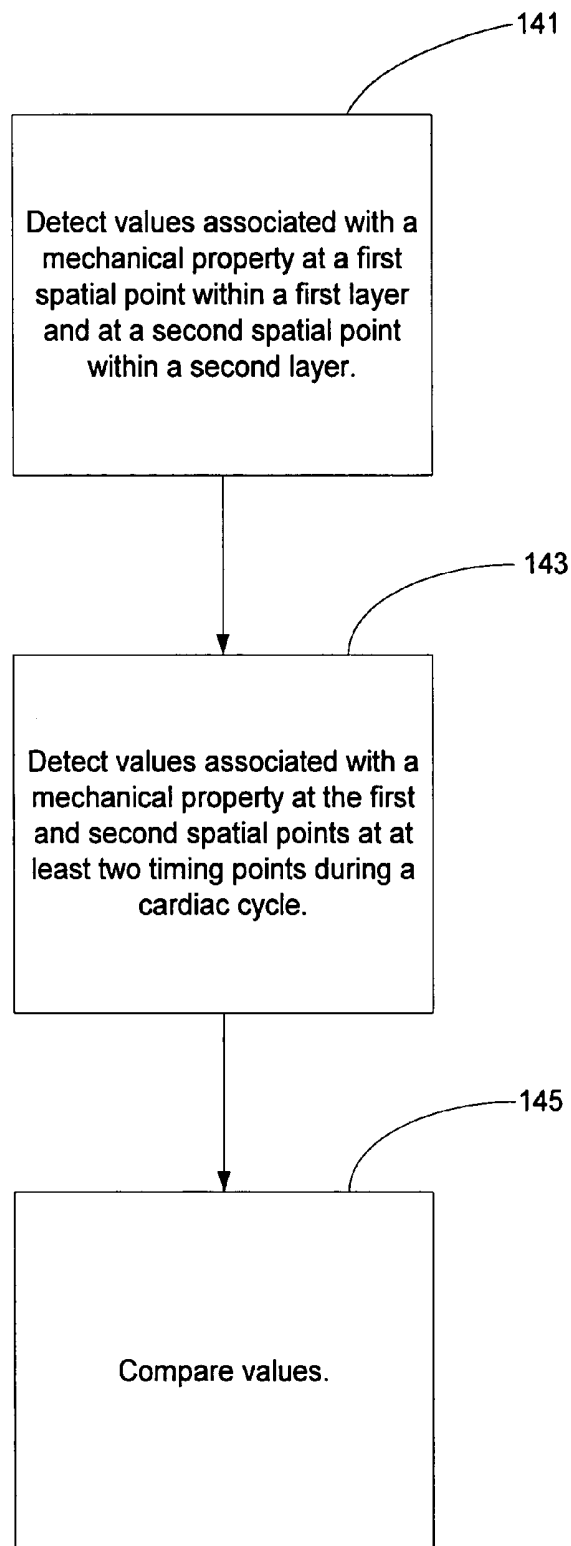 141
Detect values associated with a
mechanical property at a first
spatial point within a first layer
and at a second spatial point
within a second layer.
143
Detect values associated with a
mechanical property at the first
and second spatial points at at
least two timing points during a
cardiac cycle.
145
Compare values.